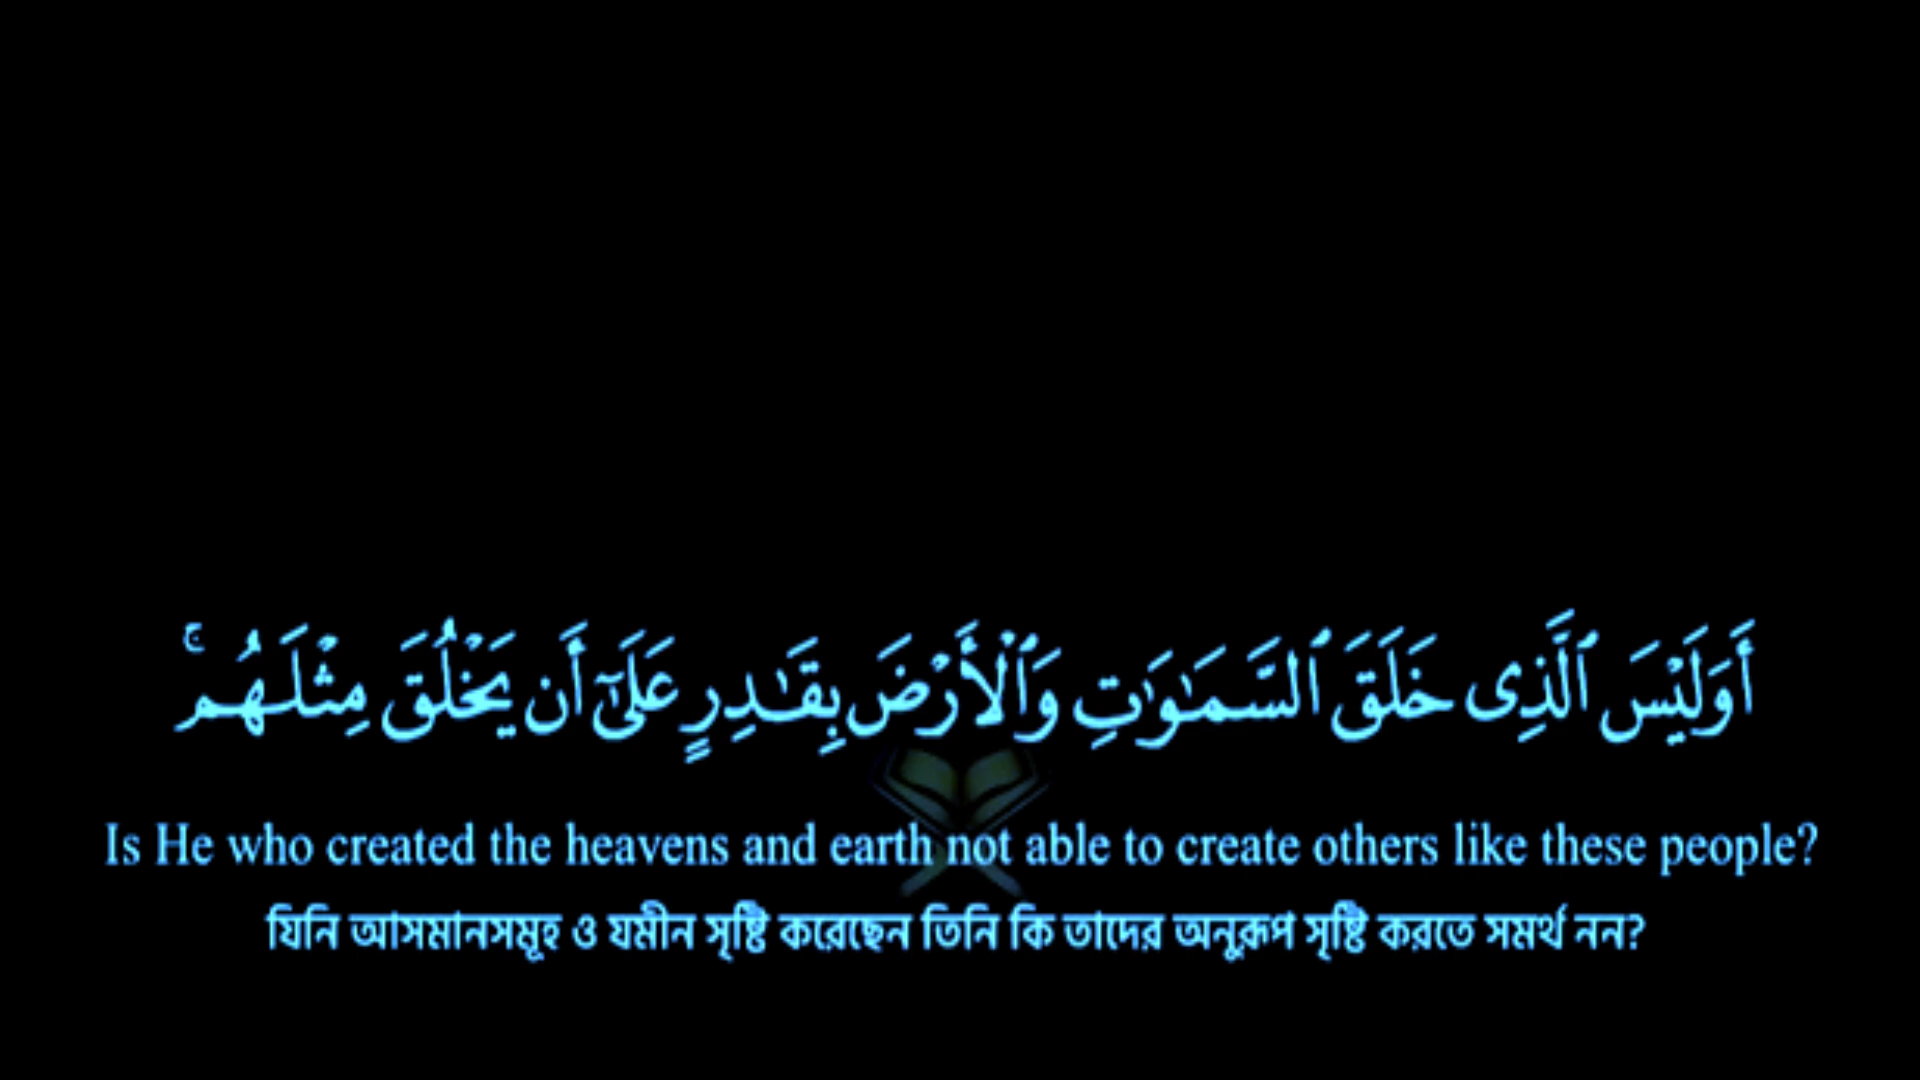 أَوَلَيْسَ ٱلَّذِى خَلَقَ ٱلسَّمَـٰوَٰتِ وَٱلْأَرْضَ بِقَـٰدِرٍ عَلَىٰٓ أَن يَخْلُقَ مِثْلَهُم ۚ
Is He who created the heavens and earth not able to create others like these people?
যিনি আসমানসমূহ ও যমীন সৃষ্টি করেছেন তিনি কি তাদের অনুরূপ সৃষ্টি করতে সমর্থ নন?